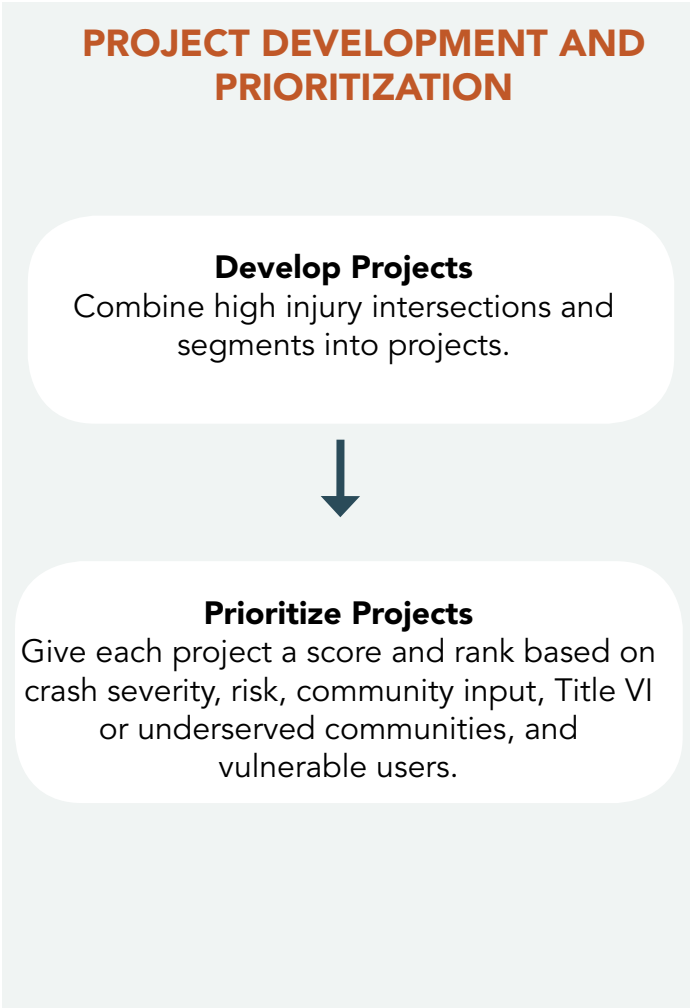 PROJECT DEVELOPMENT AND
PRIORITIZATION
Develop Projects
Combine high injury intersections and
segments into projects.
Prioritize Projects
Give each project a score and rank based on
crash severity, risk, community input, Title VI
or underserved communities, and
vulnerable users.